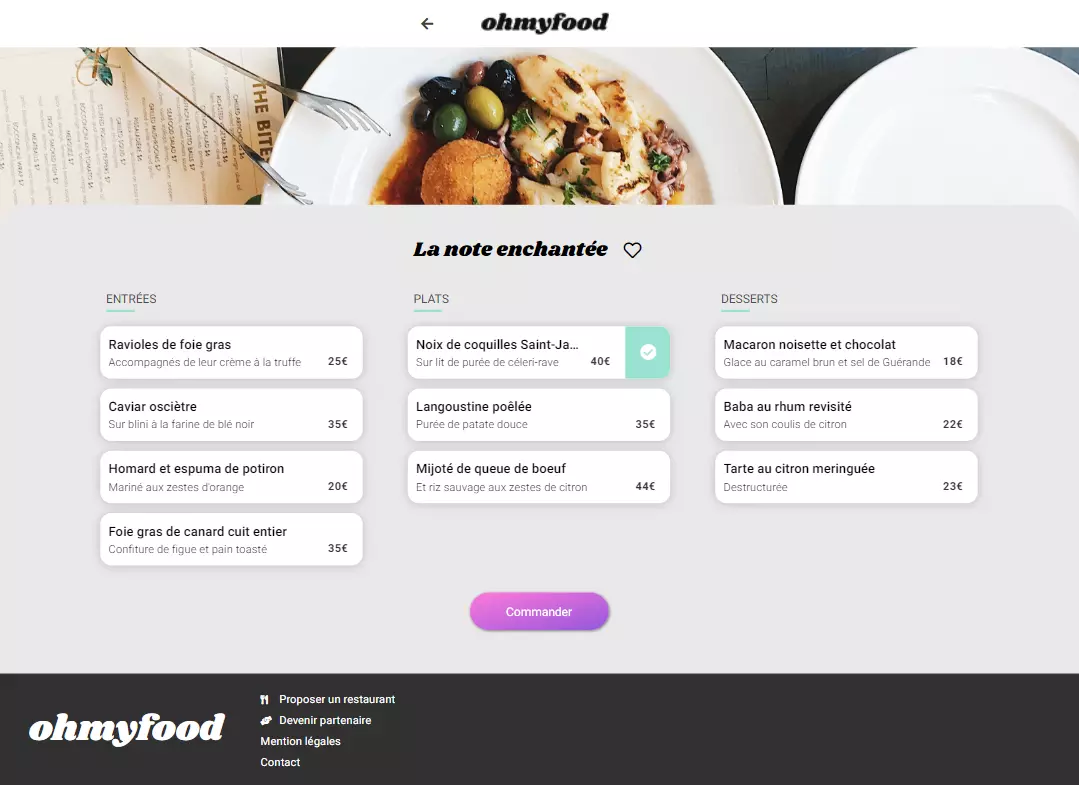 ohmyfood
THE BITE
La note enchantée
ENTRÉES
Ravioles de foie gras
Accompagnés de leur crème à la truffe 25€
Caviar osciètre
Sur blini à la farine de blé noir 35€
Homard et espuma de potiron
Mariné aux zestes d'orange 20€
Foie gras de canard cuit entier
Confiture de figue et pain toasté 35€
PLATS
Noix de coquilles Saint-Ja...
Sur lit de purée de céleri-rave 40€
Langoustine poêlée
Purée de patate douce 35€
Mijoté de queue de boeuf
Et riz sauvage aux zestes de citron 44€
DESSERTS
Macaron noisette et chocolat
Glace au caramel brun et sel de Guérande 18€
Baba au rhum revisité
Avec son coulis de citron 22€
Tarte au citron meringuée
Destructurée 23€
Commander
ohmyfood
Proposer un restaurant
Devenir partenaire
Mention légales
Contact